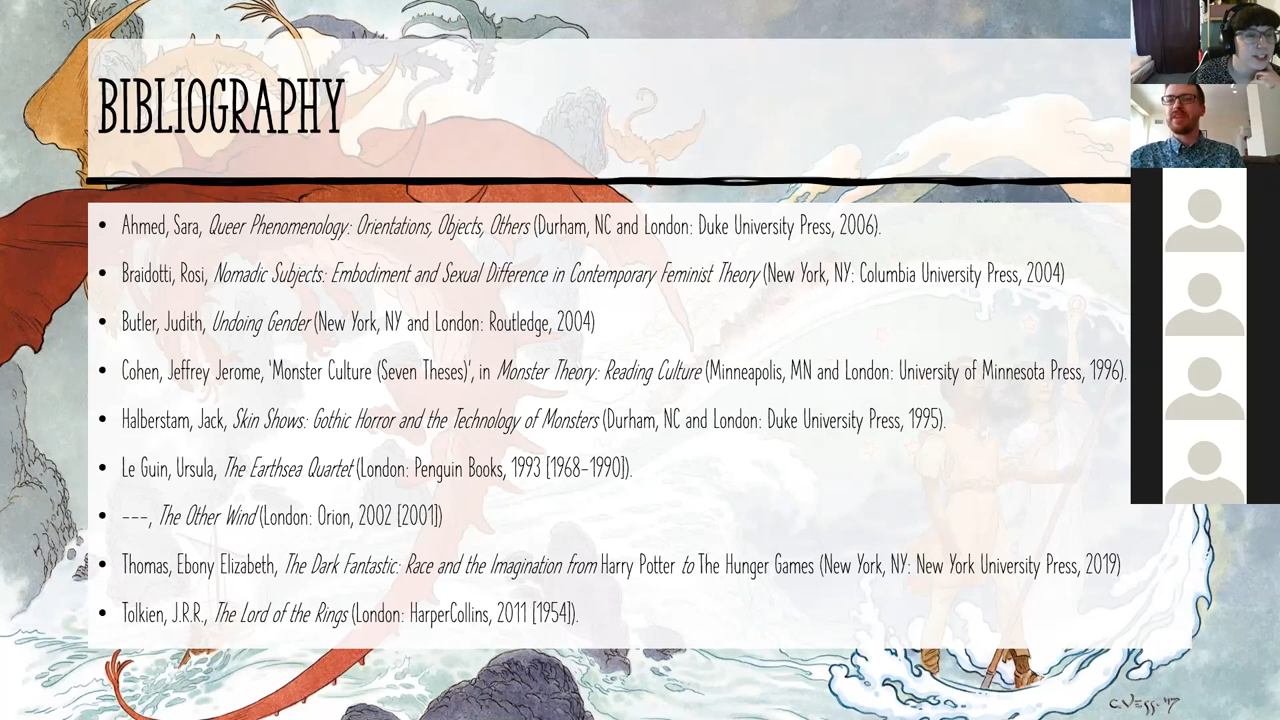 BIBLIOGRAPHY
• Ahmed, Sara, Queer Phenomenology: Orientations, Objects, Others (Durham, NC and London: Duke University Press, 2006).
• Braidotti, Rosi, Nomadic Subjects: Embodiment and Sexual Difference in Contemporary Feminist Theory (New York, NY: Columbia University Press, 2004)
• Butler, Judith, Undoing Gender (New York, NY and London: Routledge, 2004)
• Cohen, Jeffrey Jerome, 'Monster Culture (Seven Theses)', in Monster Theory: Reading Culture (Minneapolis, MN and London: University of Minnesota Press, 1996).
• Halberstam, Jack, Skin Shows: Gothic Horror and the Technology of Monsters (Durham, NC and London: Duke University Press, 1995).
• Le Guin, Ursula, The Earthsea Quartet (London: Penguin Books, 1993 [1968-1990]).
• ---, The Other Wind (London: Orion, 2002 [2001])
• Thomas, Ebony Elizabeth, The Dark Fantastic: Race and the Imagination from Harry Potter to The Hunger Games (New York, NY: New York University Press, 2019)
• Tolkien, J.R.R., The Lord of the Rings (London: HarperCollins, 2011 [1954]).
C. Vess. '17